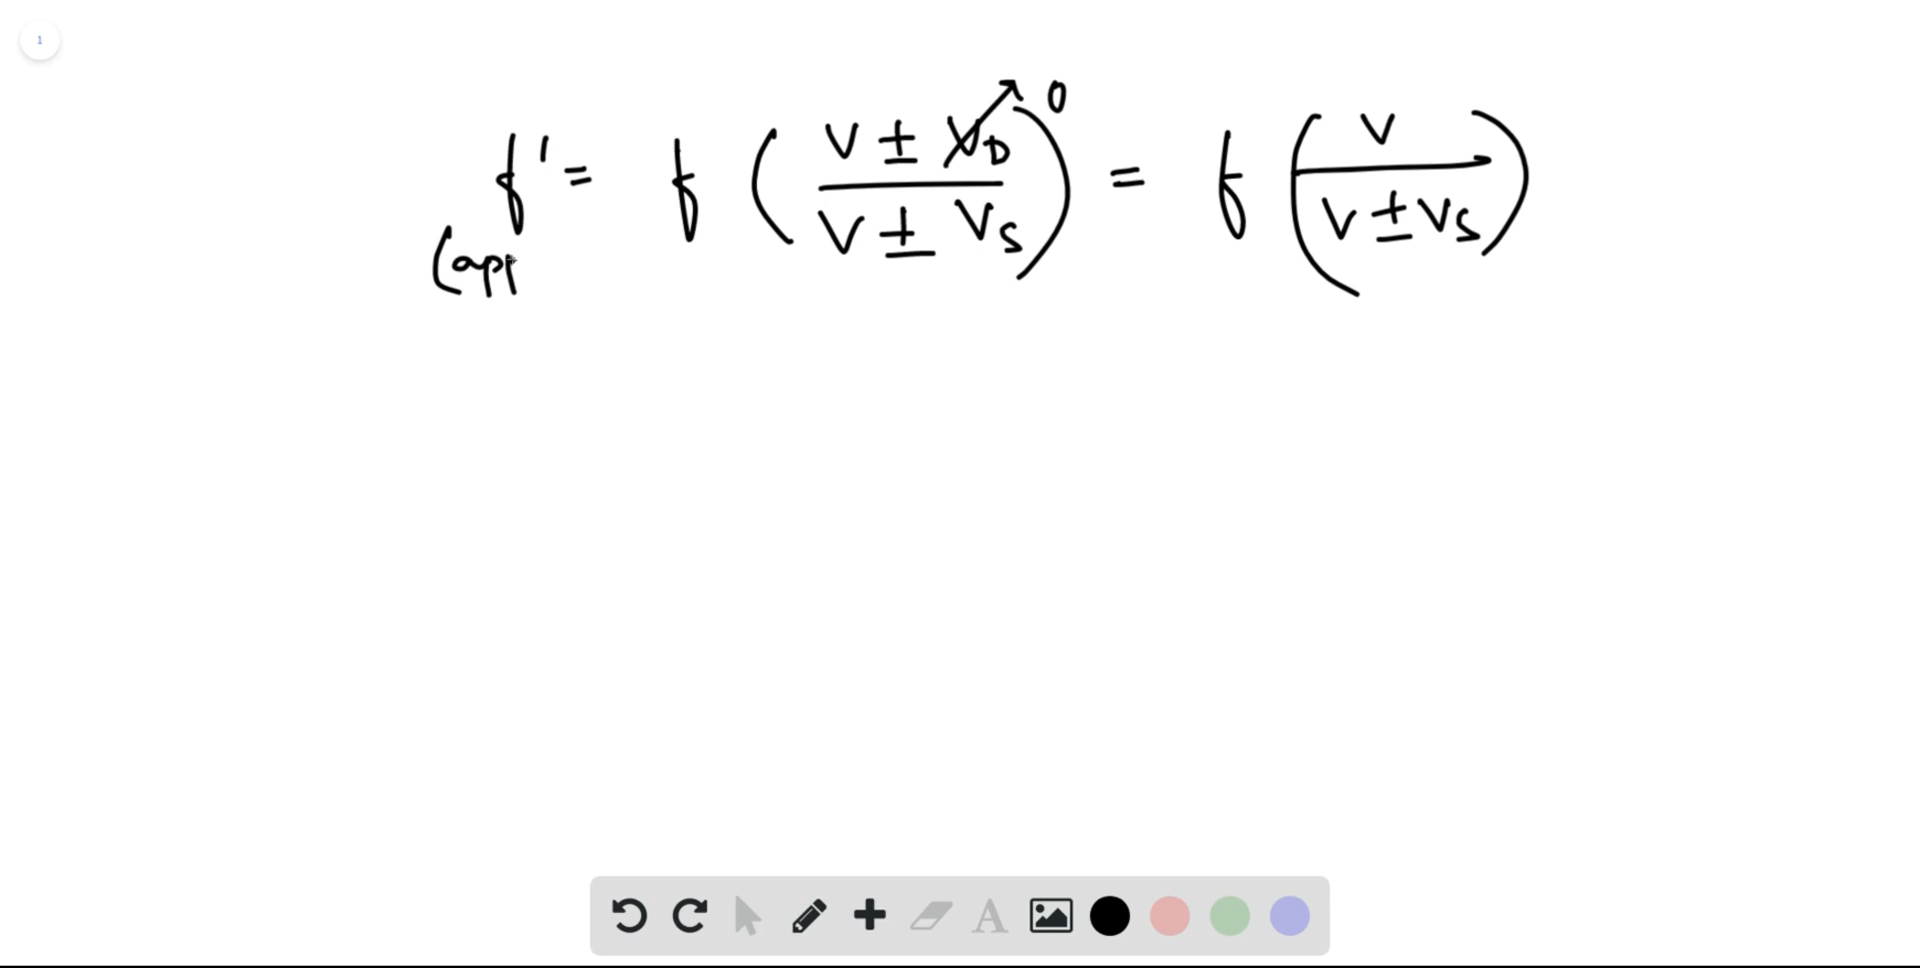 1
f' = f ( (v ± v_D) / (v ± v_S) ) → 0 = f ( v / (v ± v_S) )
(app
A